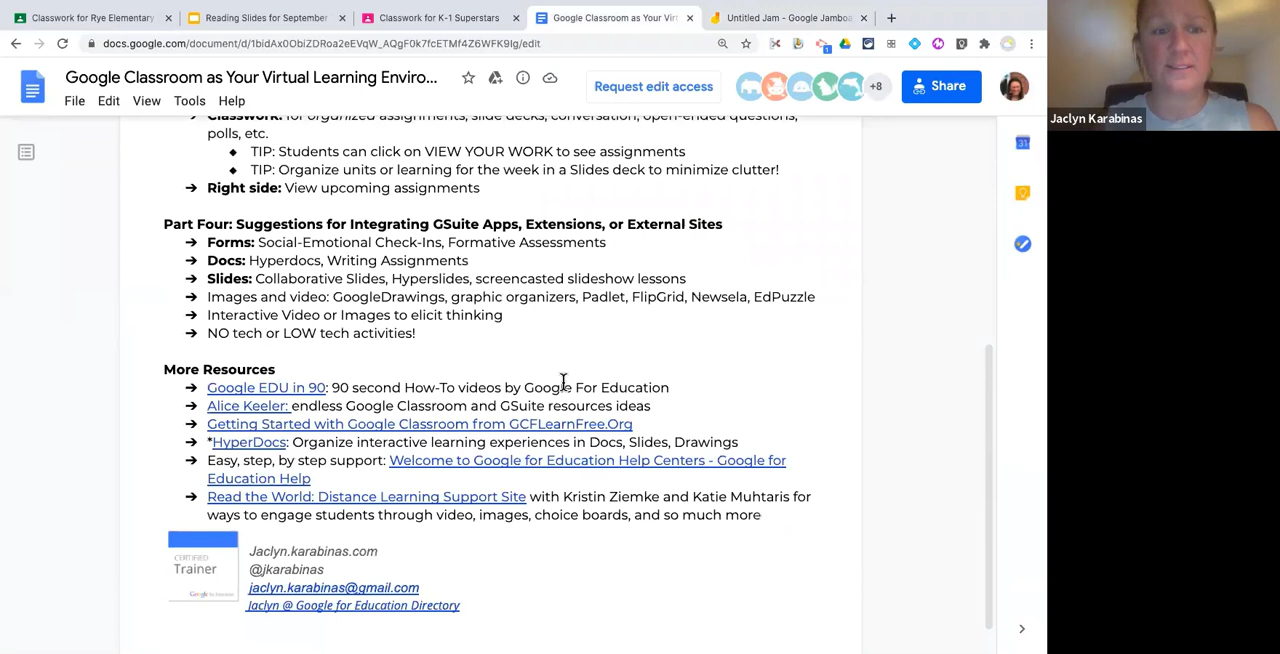 Classwork for Rye Elementary
Reading Slides for September
Classwork for K-1 Superstars
Google Classroom as Your Virt
Untitled Jam - Google Jamboa
docs.google.com/document/d/1bidAx0ObiZDRoa2eEVqW_AQgF0k7fcETMf4Z6WFK9Ig/edit
Google Classroom as Your Virtual Learning Enviro...
File Edit View Tools Help
Request edit access
+8
Share
Jaclyn Karabinas
31
Classwork: for organized assignments, slide decks, conversation, open-ended questions,
polls, etc.
TIP: Students can click on VIEW YOUR WORK to see assignments
TIP: Organize units or learning for the week in a Slides deck to minimize clutter!
Right side: View upcoming assignments
Part Four: Suggestions for Integrating GSuite Apps, Extensions, or External Sites
Forms: Social-Emotional Check-Ins, Formative Assessments
Docs: Hyperdocs, Writing Assignments
Slides: Collaborative Slides, Hyperslides, screencasted slideshow lessons
Images and video: GoogleDrawings, graphic organizers, Padlet, FlipGrid, Newsela, EdPuzzle
Interactive Video or Images to elicit thinking
NO tech or LOW tech activities!
More Resources
Google EDU in 90: 90 second How-To videos by Google For Education
Alice Keeler: endless Google Classroom and GSuite resources ideas
Getting Started with Google Classroom from GCFLearnFree.Org
*HyperDocs: Organize interactive learning experiences in Docs, Slides, Drawings
Easy, step, by step support: Welcome to Google for Education Help Centers - Google for
Education Help
Read the World: Distance Learning Support Site with Kristin Ziemke and Katie Muhtaris for
ways to engage students through video, images, choice boards, and so much more
CERTIFIED
Trainer
Google for Education
Jaclyn.karabinas.com
@jkarabinas
jaclyn.karabinas@gmail.com
Jaclyn @ Google for Education Directory